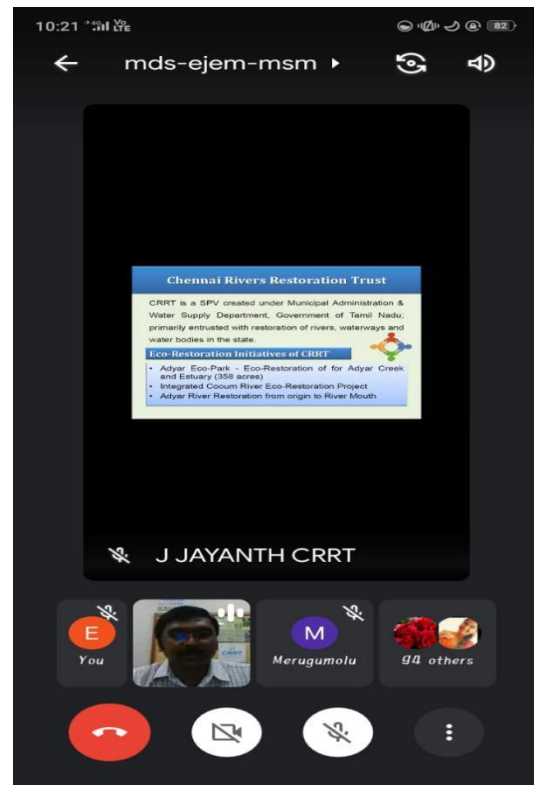 10:21
mds-ejem-msm
Chennai Rivers Restoration Trust
CRRT is a SPV created under Municipal Administration &
Water Supply Department, Government of Tamil Nadu;
primarily entrusted with restoration of rivers, waterways and
water bodies in the state.
Eco-Restoration Initiatives of CRRT
• Adyar Eco-Park - Eco-Restoration of for Adyar Creek
and Estuary (358 acres)
• Integrated Cooum River Eco-Restoration Project
• Adyar River Restoration from origin to River Mouth
J JAYANTH CRRT
E
You
CRRT
M
Merugumolu
94 others